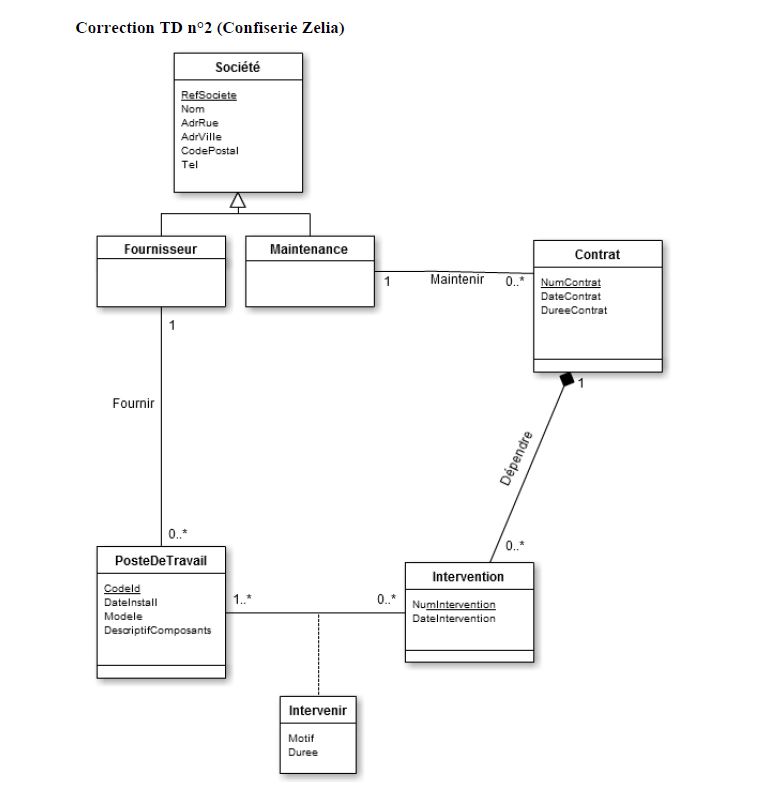 Correction TD n°2 (Confiserie Zelia)
Société
RefSociete
Nom
AdrRue
AdrVille
CodePostal
Tel
Fournisseur
Maintenance
Contrat
NumContrat
DateContrat
DureeContrat
1
Maintenir
0..*
1
1
Fournir
Dépendre
0..*
0..*
PosteDeTravail
CodeId
DateInstall
Modele
DescriptifComposants
1..*
0..*
Intervention
NumIntervention
DateIntervention
Intervenir
Motif
Duree